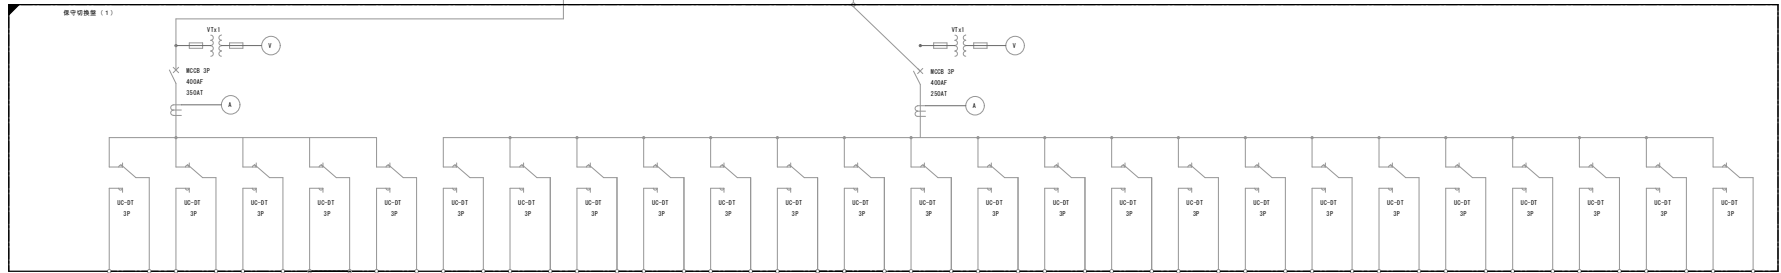 保守切換盤（1）
VTx1
V
MCCB 3P
400AF
350AT
A
VTx1
V
MCCB 3P
400AF
250AT
A
UC-DT
3P
UC-DT
3P
UC-DT
3P
UC-DT
3P
UC-DT
3P
UC-DT
3P
UC-DT
3P
UC-DT
3P
UC-DT
3P
UC-DT
3P
UC-DT
3P
UC-DT
3P
UC-DT
3P
UC-DT
3P
UC-DT
3P
UC-DT
3P
UC-DT
3P
UC-DT
3P
UC-DT
3P
UC-DT
3P
UC-DT
3P
UC-DT
3P
UC-DT
3P
UC-DT
3P
UC-DT
3P